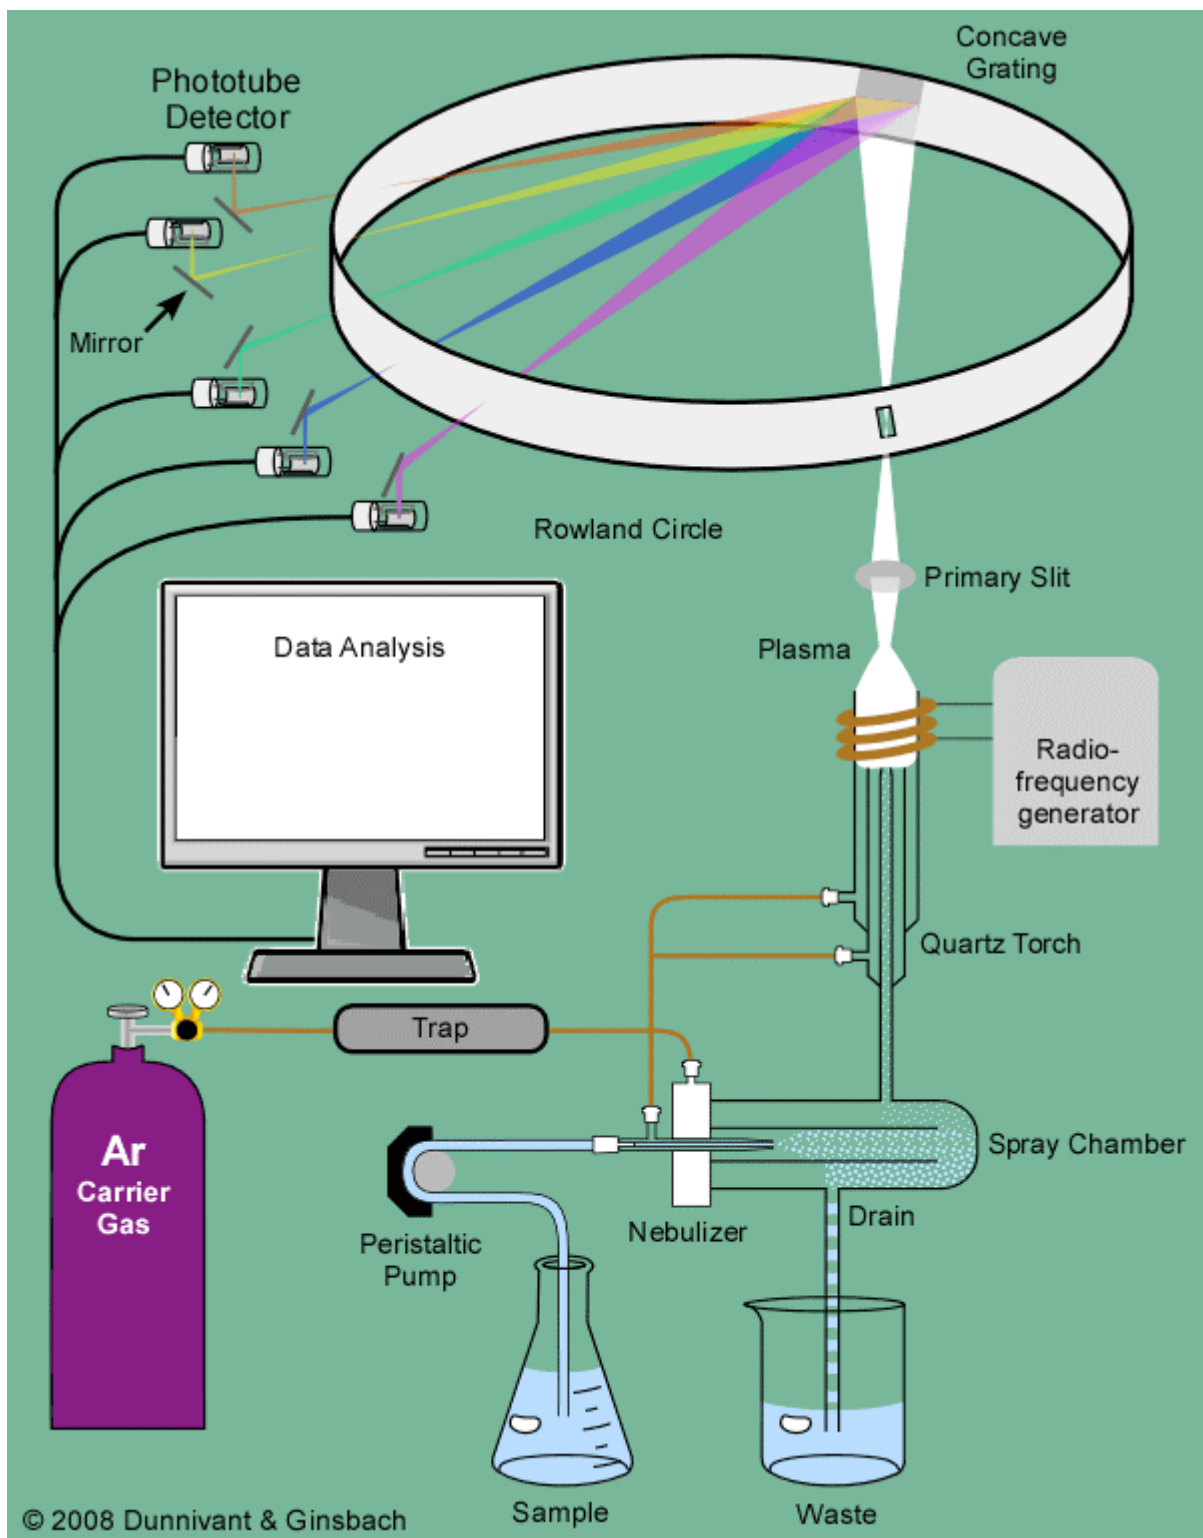 Concave
Grating
Phototube
Detector
Mirror
Rowland Circle
Primary Slit
Plasma
Data Analysis
Radio-
frequency
generator
Quartz Torch
Trap
Ar
Carrier
Gas
Spray Chamber
Nebulizer
Drain
Peristaltic
Pump
Sample
Waste
© 2008 Dunnivant & Ginsbach